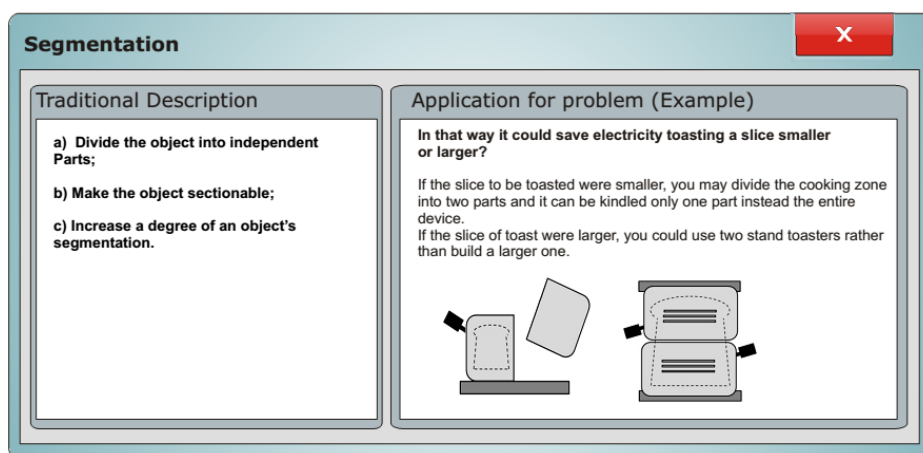 Segmentation
X
Traditional Description
a) Divide the object into independent
Parts;
b) Make the object sectionable;
c) Increase a degree of an object's
segmentation.
Application for problem (Example)
In that way it could save electricity toasting a slice smaller
or larger?
If the slice to be toasted were smaller, you may divide the cooking zone
into two parts and it can be kindled only one part instead the entire
device.
If the slice of toast were larger, you could use two stand toasters rather
than build a larger one.